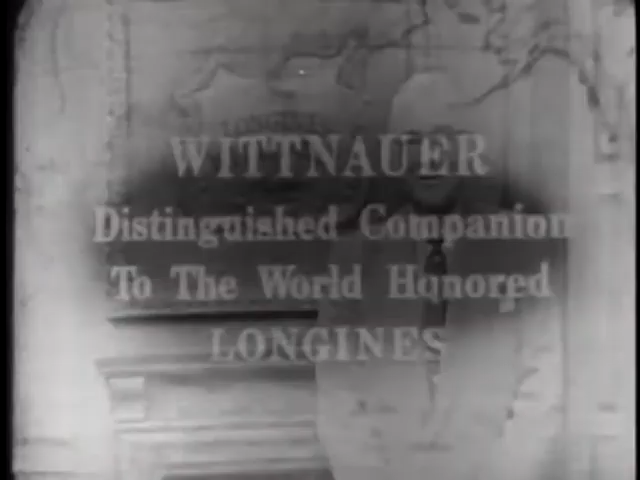 WITTNAUER
Distinguished Companion
To The World Honored
LONGINES